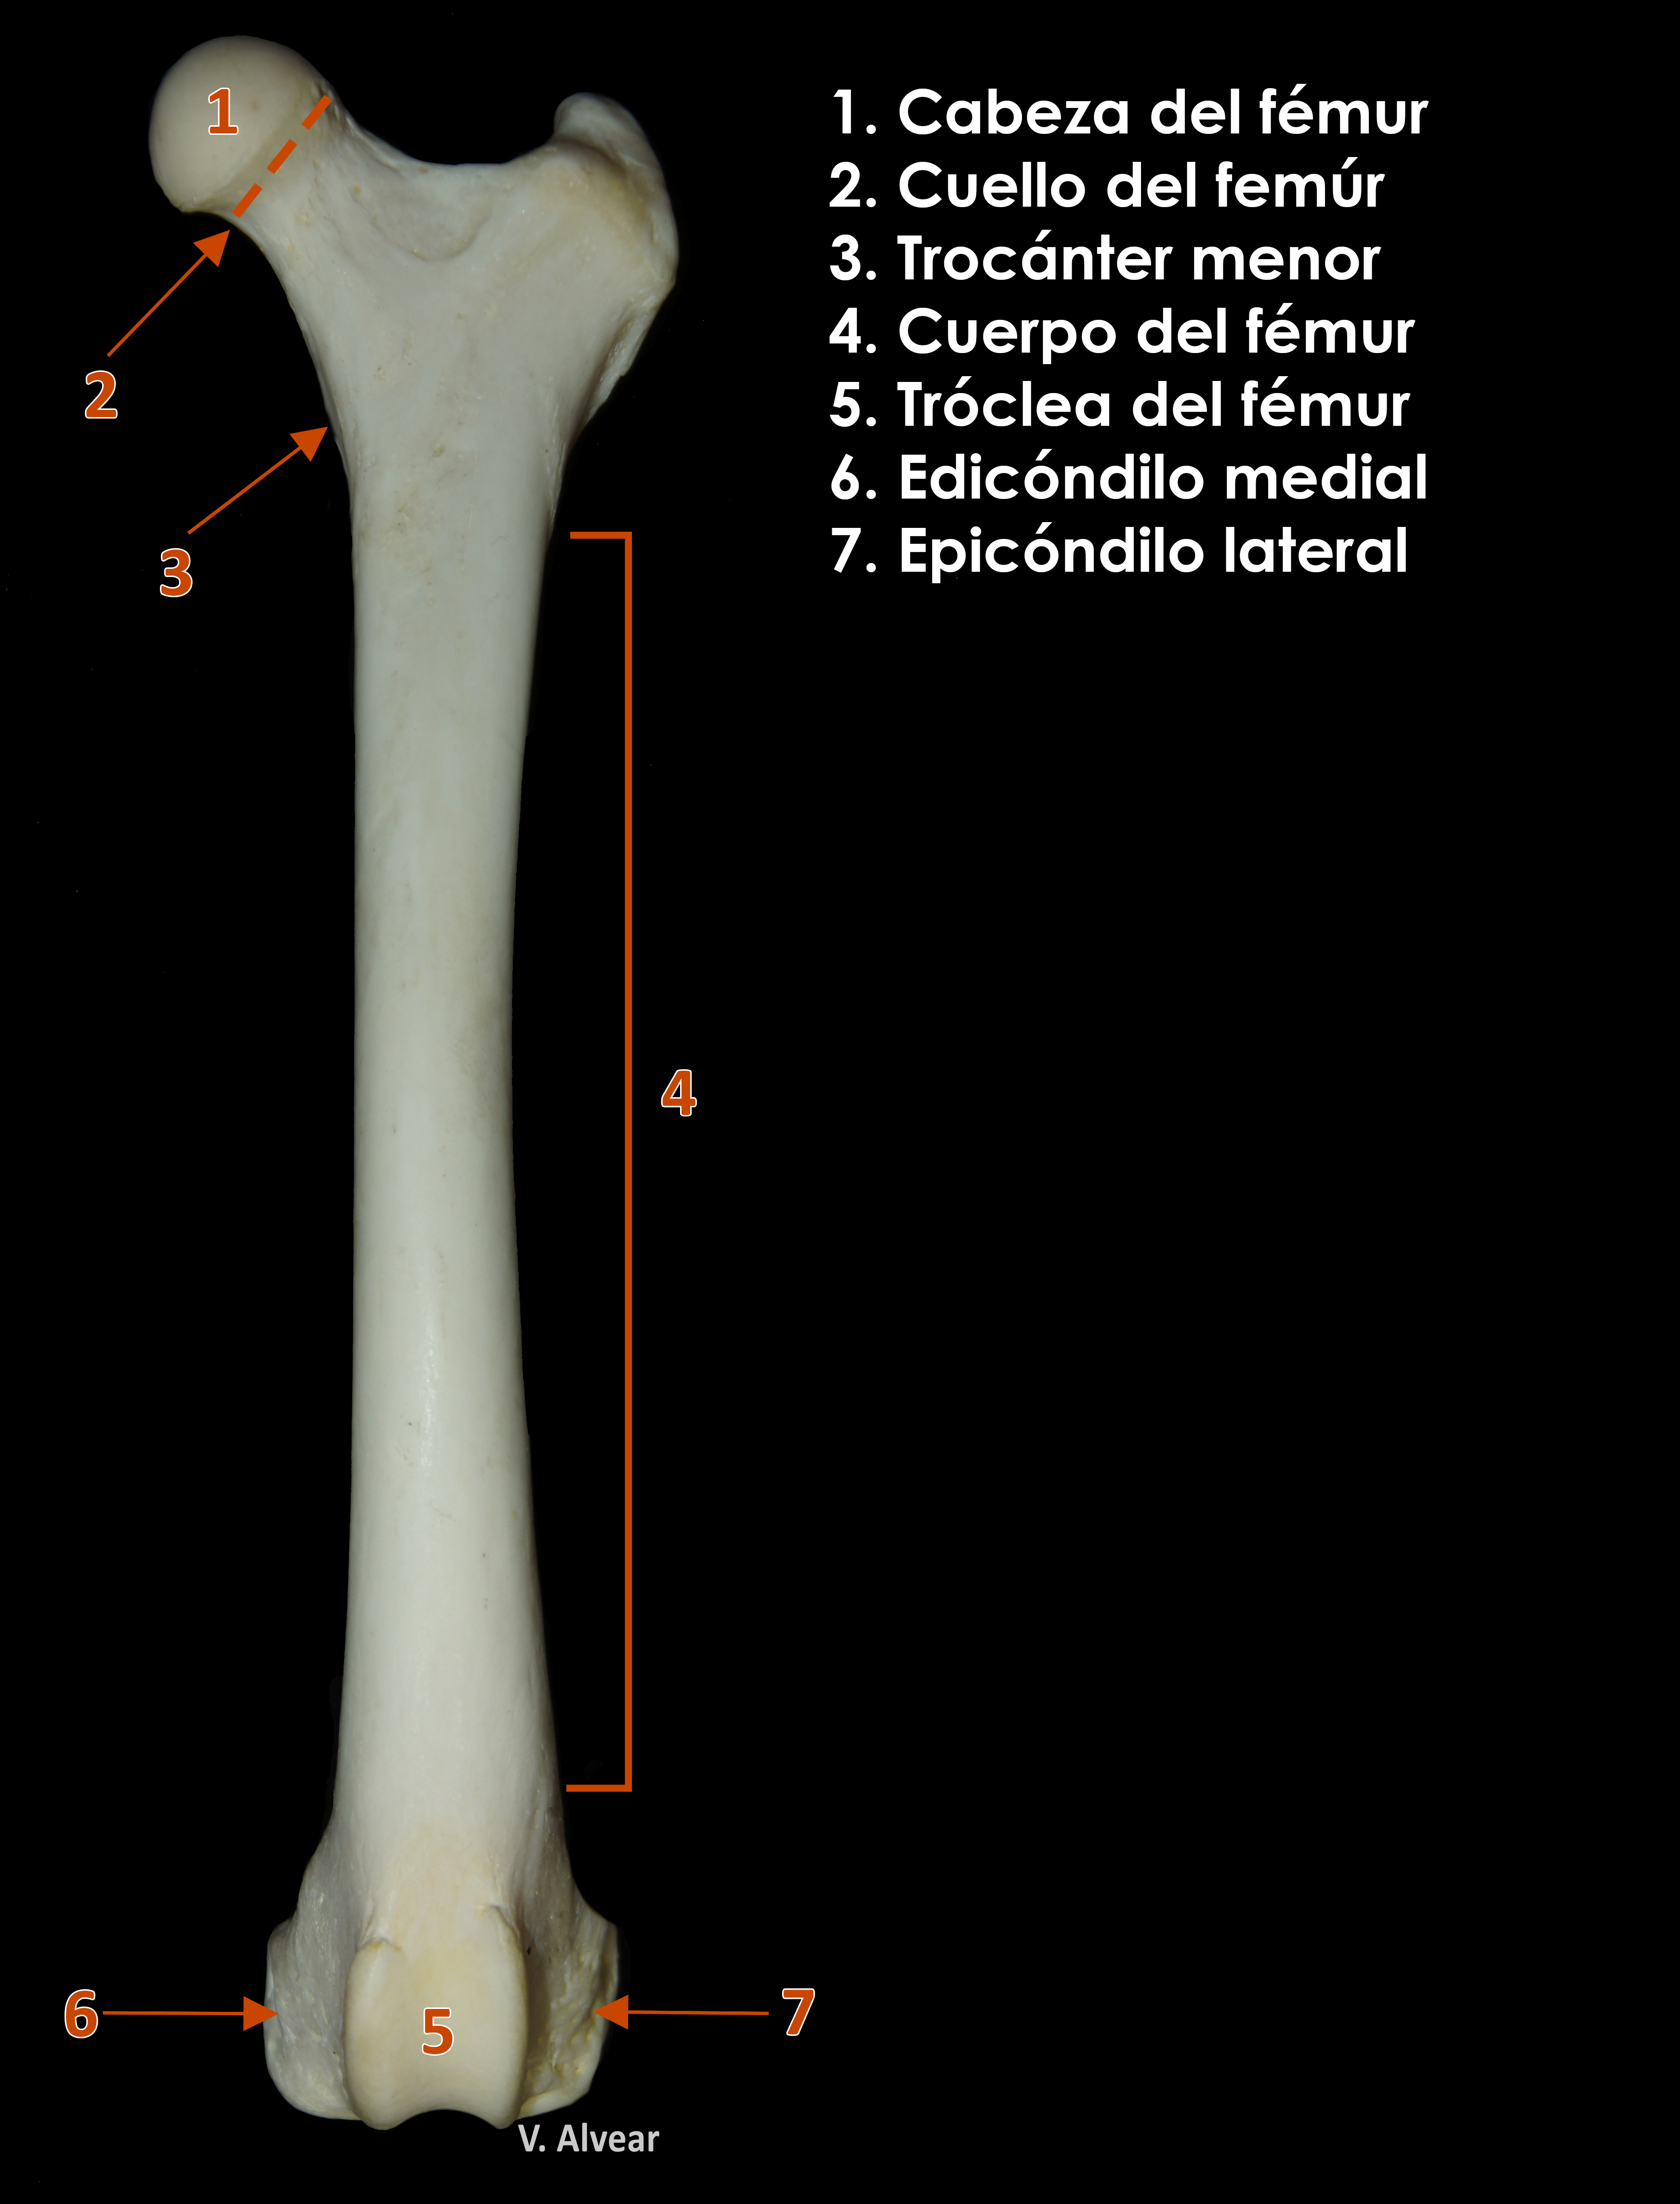 1. Cabeza del fémur
2. Cuello del femúr
3. Trocánter menor
4. Cuerpo del fémur
5. Tróclea del fémur
6. Edicóndilo medial
7. Epicóndilo lateral
1
2
3
4
6
5
7
V. Alvear